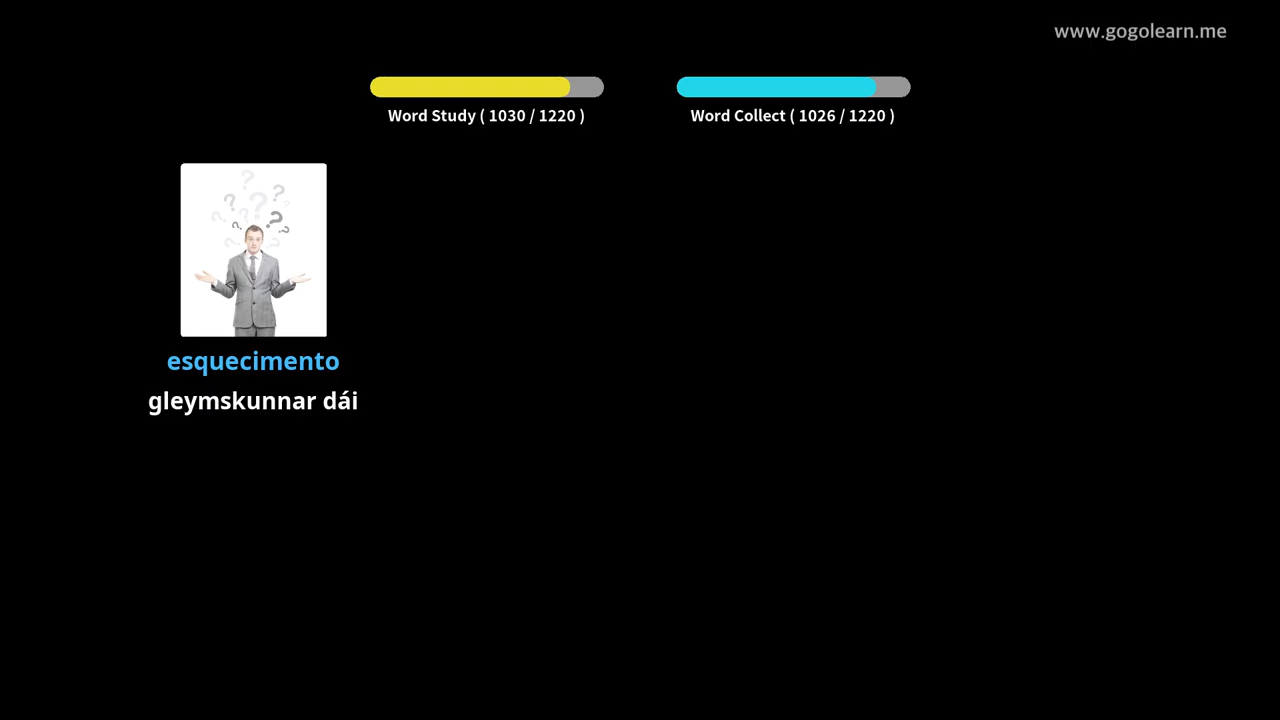 www.gogolearn.me
Word Study ( 1030 / 1220 )
Word Collect ( 1026 / 1220 )
esquecimento
gleymskunnar dái